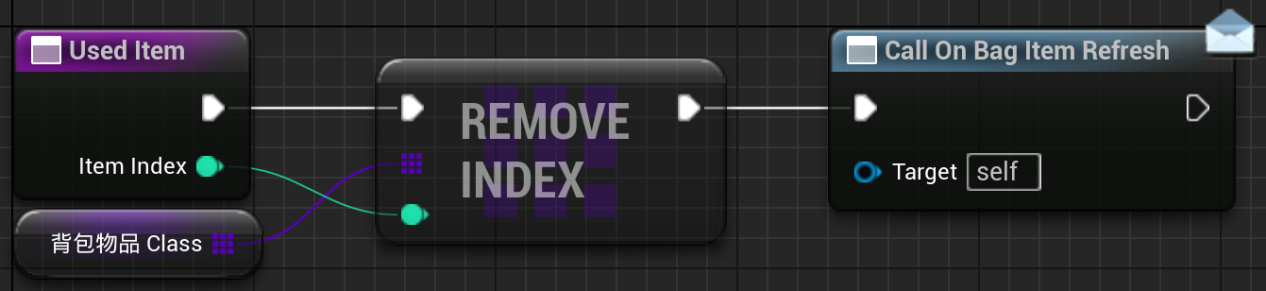 Used Item
Item Index
背包物品 Class
REMOVE
INDEX
Call On Bag Item Refresh
Target self